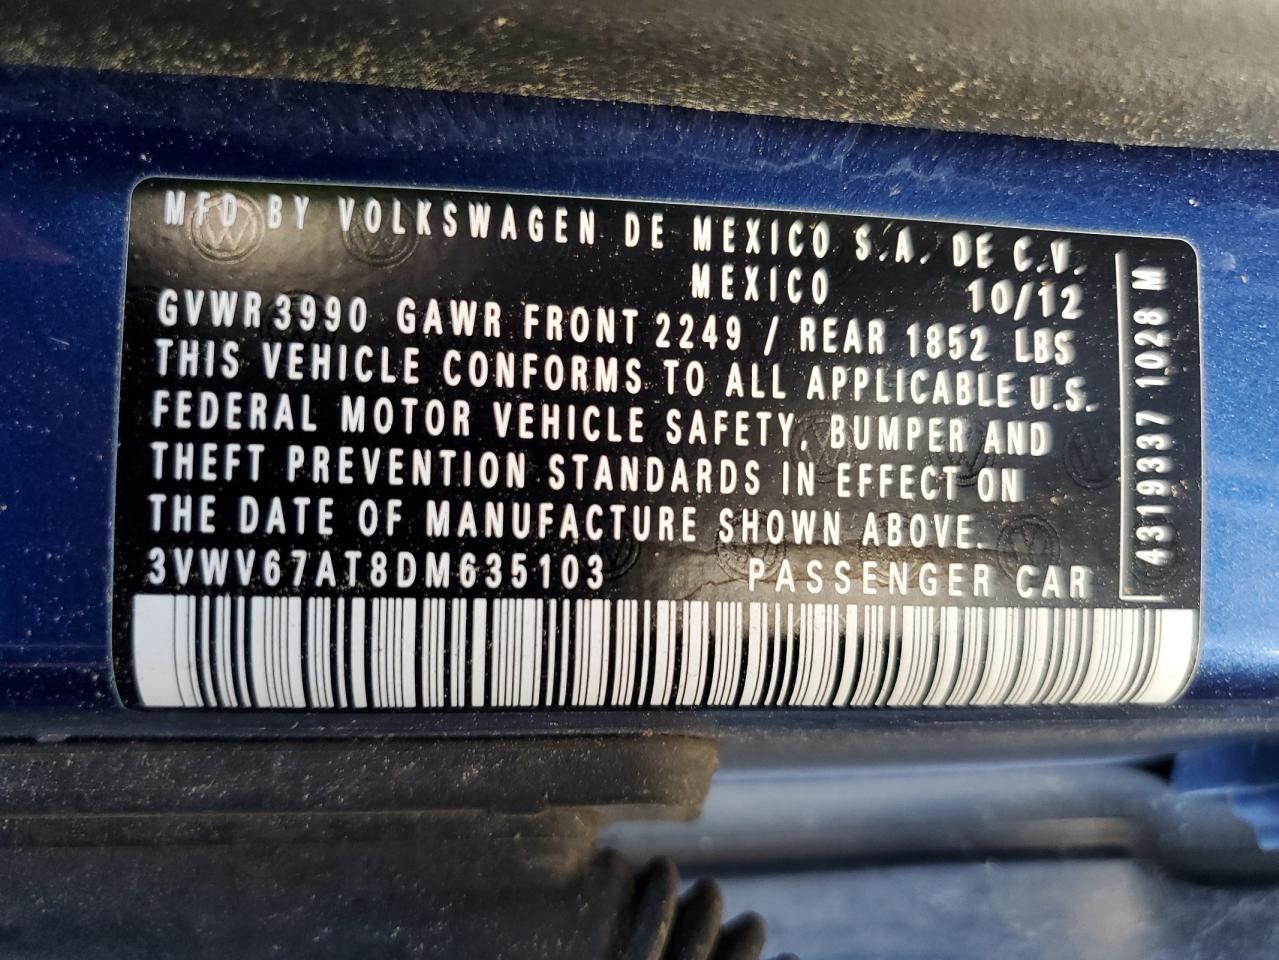 MFD BY VOLKSWAGEN DE MEXICO S.A. DE C.V.
MEXICO 10/12
GVWR 3990 GAWR FRONT 2249 / REAR 1852 LBS
THIS VEHICLE CONFORMS TO ALL APPLICABLE U.S.
FEDERAL MOTOR VEHICLE SAFETY, BUMPER AND
THEFT PREVENTION STANDARDS IN EFFECT ON
THE DATE OF MANUFACTURE SHOWN ABOVE.
3VWV67AT8DM635103 PASSENGER CAR
4319337 1028 M